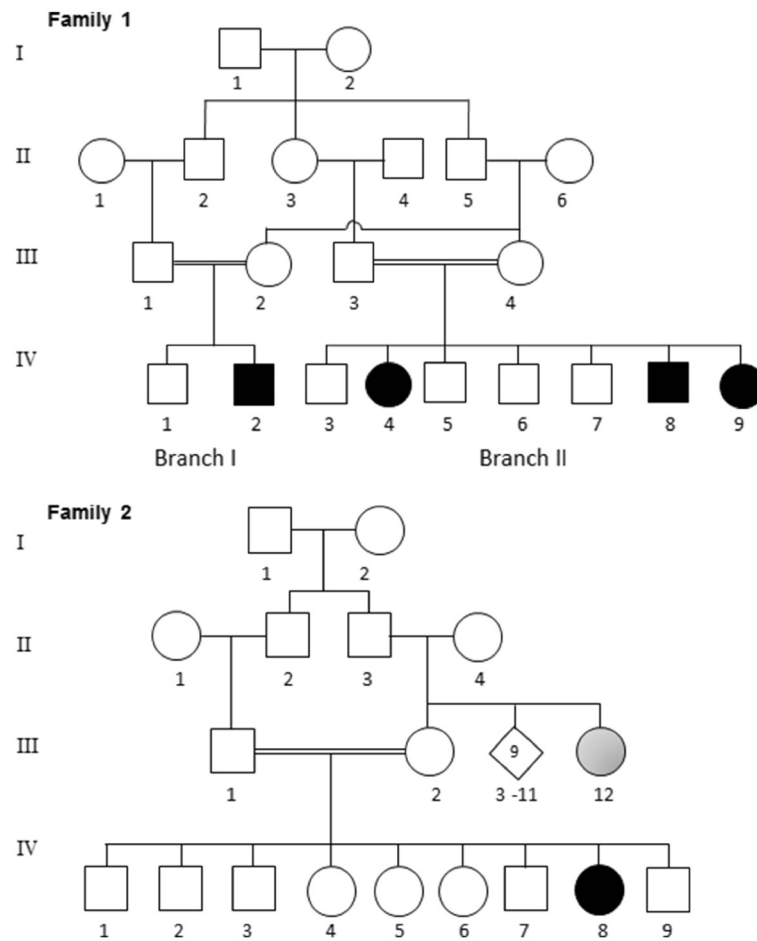 Family 1
I
1 2
II
1 2 3 4 5 6
III
1 2 3 4
IV
1 2 3 4 5 6 7 8 9
Branch I Branch II
Family 2
I
1 2
II
1 2 3 4
III
9
1 2 3 -11 12
IV
1 2 3 4 5 6 7 8 9